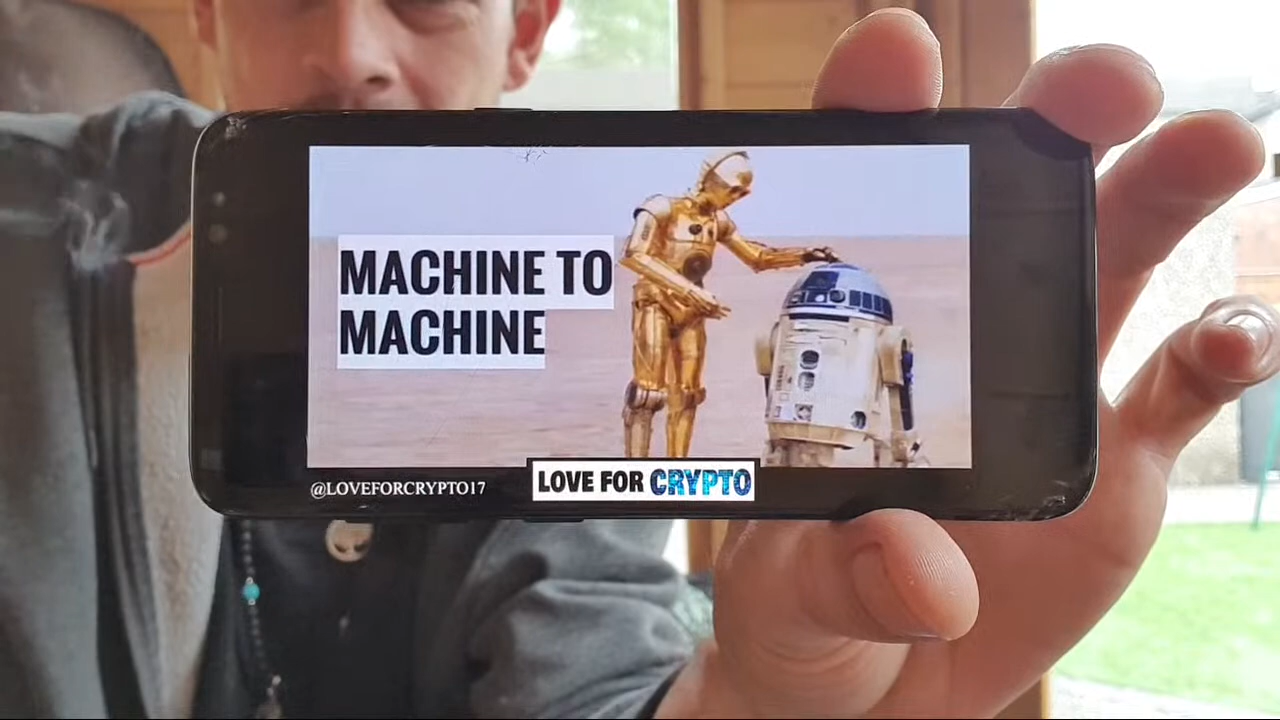 MACHINE TO
MACHINE
@LOVEFORCRYPTO17
LOVE FOR CRYPTO